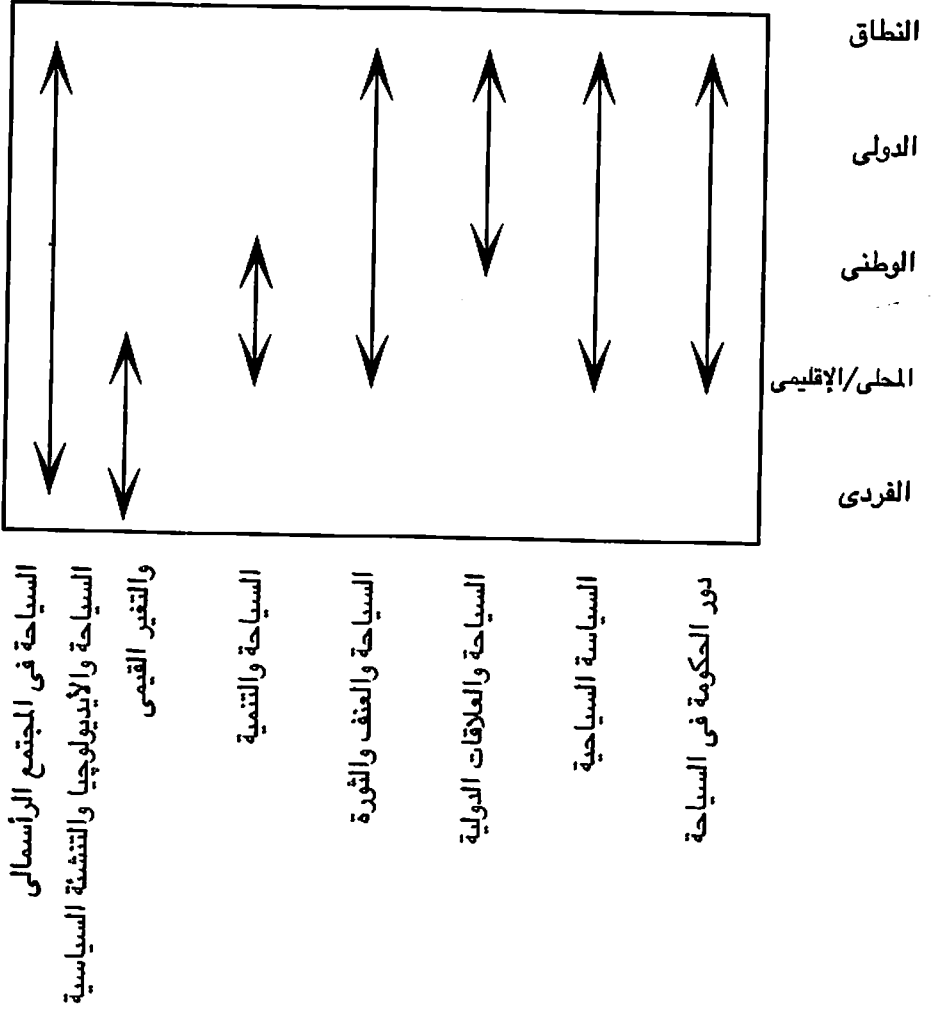 النطاق
الدولى
الوطنى
المحلى/الإقليمى
الفردى
دور الحكومة فى السياحة
السياسة السياحية
السياحة والعلاقات الدولية
السياحة والعنف والثورة
السياحة والتنمية
السياحة والأيديولوچيا والتنشئة السياسية
والتغير القيمى
السياحة فى المجتمع الرأسمالى